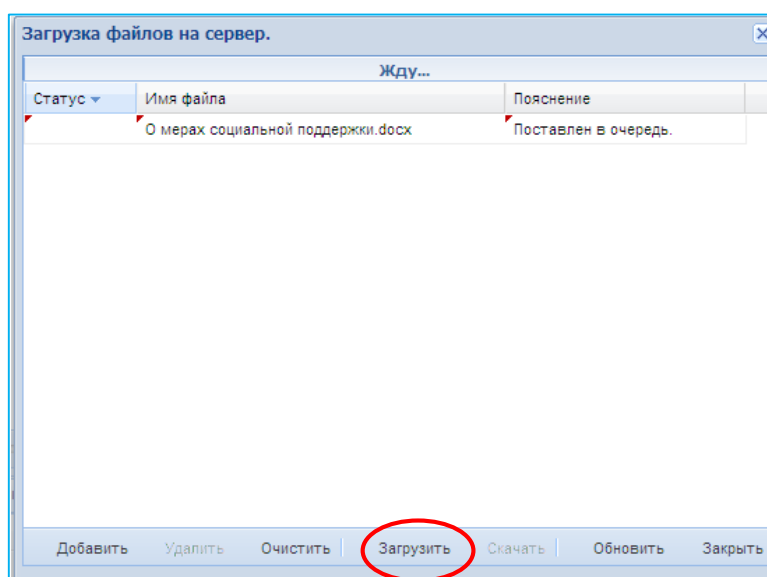 Загрузка файлов на сервер.
Жду...
Статус Имя файла Пояснение
О мерах социальной поддержки.docx Поставлен в очередь.
Добавить Удалить Очистить Загрузить Скачать Обновить Закрыть